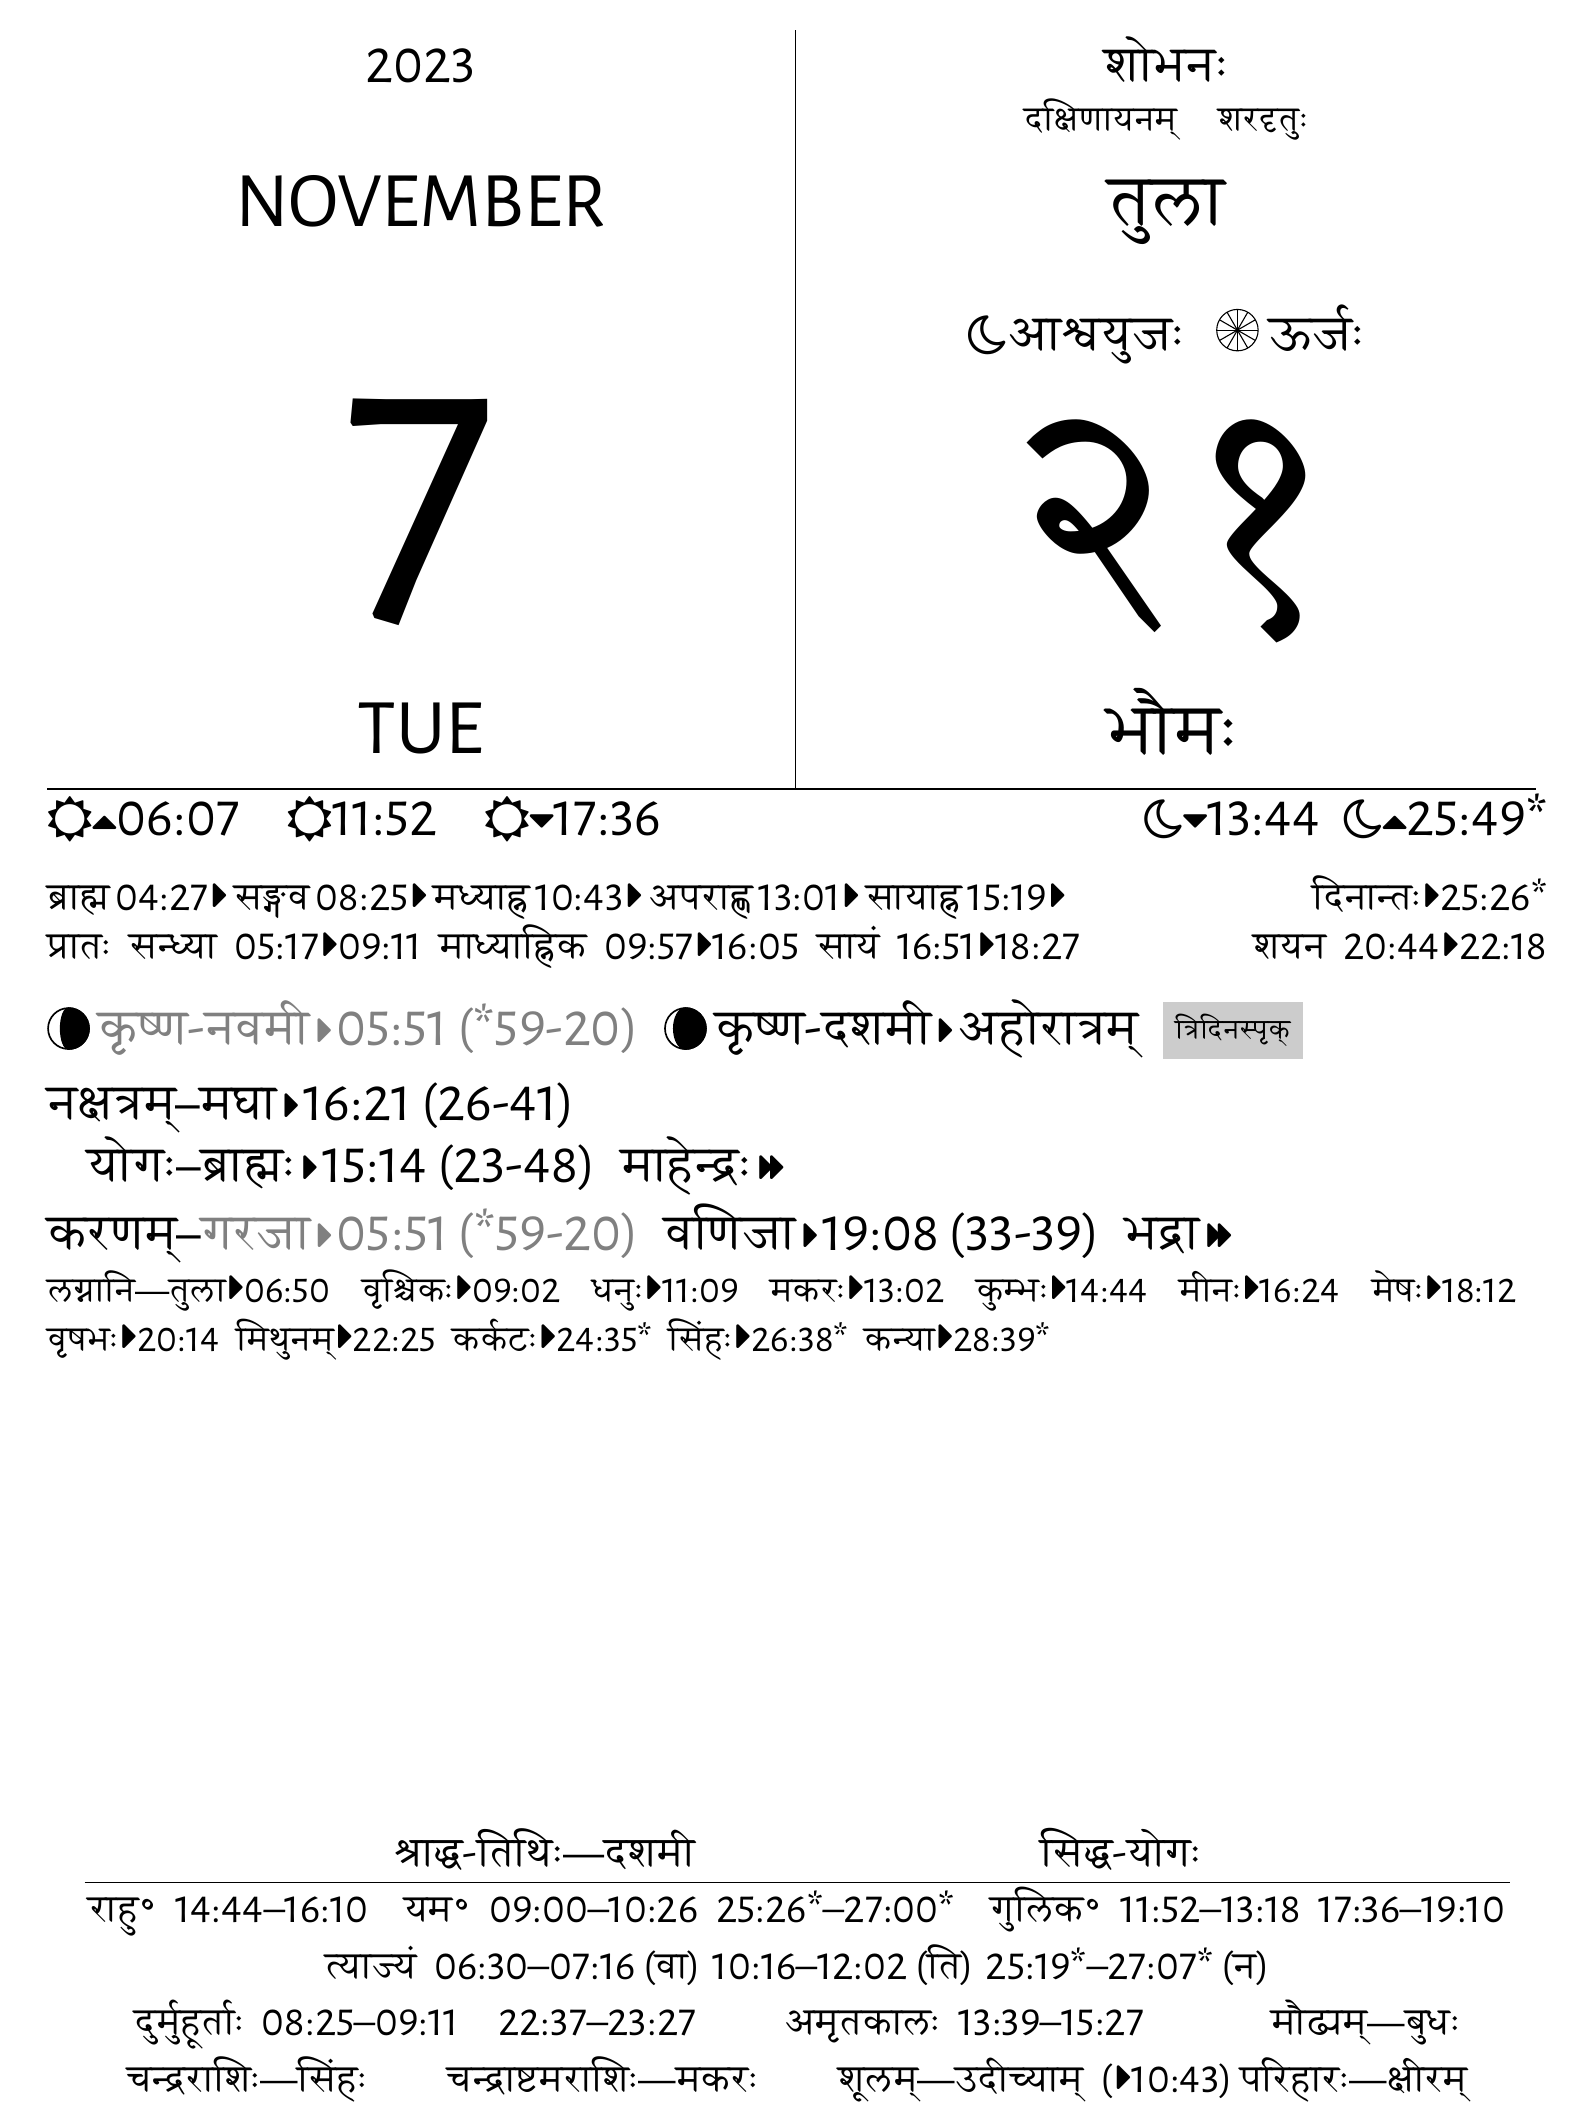 2023
NOVEMBER
7
TUE
शोभनः
दक्षिणायनम् शरदृतुः
तुला
आश्वयुजः ऊर्जः
२१
भौमः
06:07 11:52 17:36 13:44 25:49*
ब्राह्म 04:27 सङ्गव 08:25 मध्याह्न 10:43 अपराह्ण 13:01 सायाह्न 15:19 दिनान्तः 25:26*
प्रातः सन्ध्या 05:17 09:11 माध्याह्निक 09:57 16:05 सायं 16:51 18:27 शयन 20:44 22:18
कृष्ण-नवमी 05:51 (*59-20) कृष्ण-दशमी अहोरात्रम् त्रिदिनस्पृक्
नक्षत्रम्–मघा 16:21 (26-41)
योगः–ब्राह्मः 15:14 (23-48) माहेन्द्रः
करणम्–गरजा 05:51 (*59-20) वणिजा 19:08 (33-39) भद्रा
लग्नानि—तुला 06:50 वृश्चिकः 09:02 धनुः 11:09 मकरः 13:02 कुम्भः 14:44 मीनः 16:24 मेषः 18:12
वृषभः 20:14 मिथुनम् 22:25 कर्कटः 24:35* सिंहः 26:38* कन्या 28:39*
श्राद्ध-तिथिः—दशमी सिद्ध-योगः
राहु॰ 14:44–16:10 यम॰ 09:00–10:26 25:26*–27:00* गुलिक॰ 11:52–13:18 17:36–19:10
त्याज्यं 06:30–07:16 (वा) 10:16–12:02 (ति) 25:19*–27:07* (न)
दुर्मुहूर्ताः 08:25–09:11 22:37–23:27 अमृतकालः 13:39–15:27 मौढ्यम्—बुधः
चन्द्रराशिः—सिंहः चन्द्राष्टमराशिः—मकरः शूलम्—उदीच्याम् (10:43) परिहारः—क्षीरम्